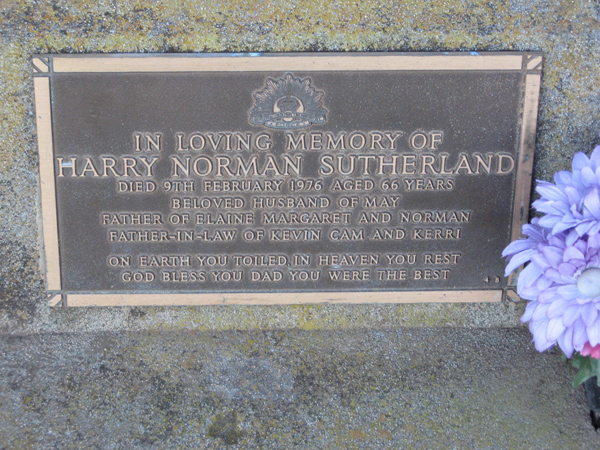 IN LOVING MEMORY OF
HARRY NORMAN SUTHERLAND
DIED 9TH FEBRUARY 1976 AGED 66 YEARS
BELOVED HUSBAND OF MAY
FATHER OF ELAINE MARGARET AND NORMAN
FATHER-IN-LAW OF KEVIN CAM AND KERRI
ON EARTH YOU TOILED, IN HEAVEN YOU REST
GOD BLESS YOU DAD YOU WERE THE BEST